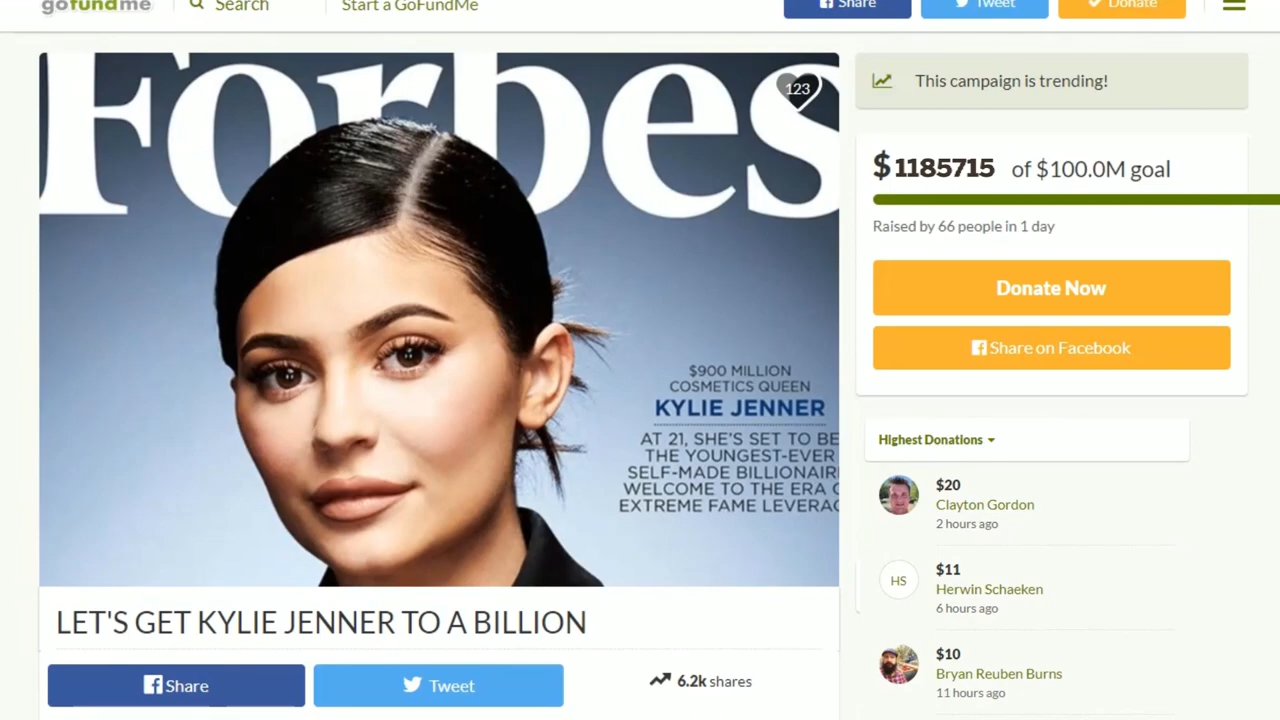 gofundme
Search
Start a GoFundMe
Share
Tweet
Donate
Forbes
123
$900 MILLION
COSMETICS QUEEN
KYLIE JENNER
AT 21, SHE'S SET TO BE
THE YOUNGEST-EVER
SELF-MADE BILLIONAIR
WELCOME TO THE ERA O
EXTREME FAME LEVERAG
LET'S GET KYLIE JENNER TO A BILLION
Share
Tweet
6.2k shares
This campaign is trending!
$1185715 of $100.0M goal
Raised by 66 people in 1 day
Donate Now
Share on Facebook
Highest Donations
$20
Clayton Gordon
2 hours ago
HS
$11
Herwin Schaeken
6 hours ago
$10
Bryan Reuben Burns
11 hours ago